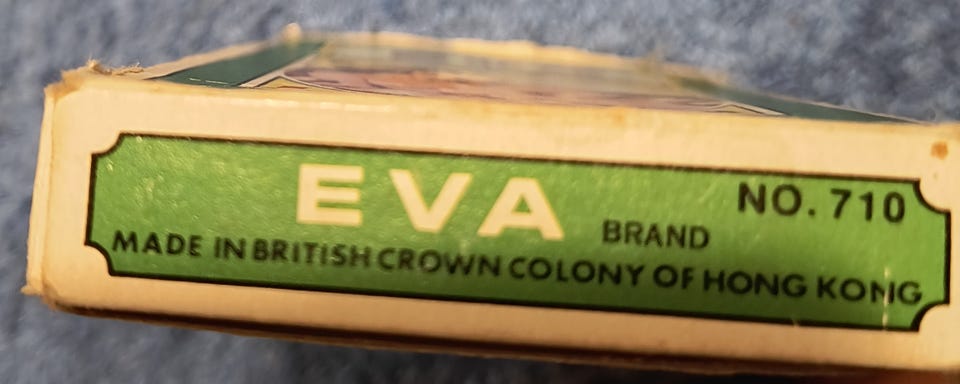 EVA BRAND NO. 710
MADE IN BRITISH CROWN COLONY OF HONG KONG